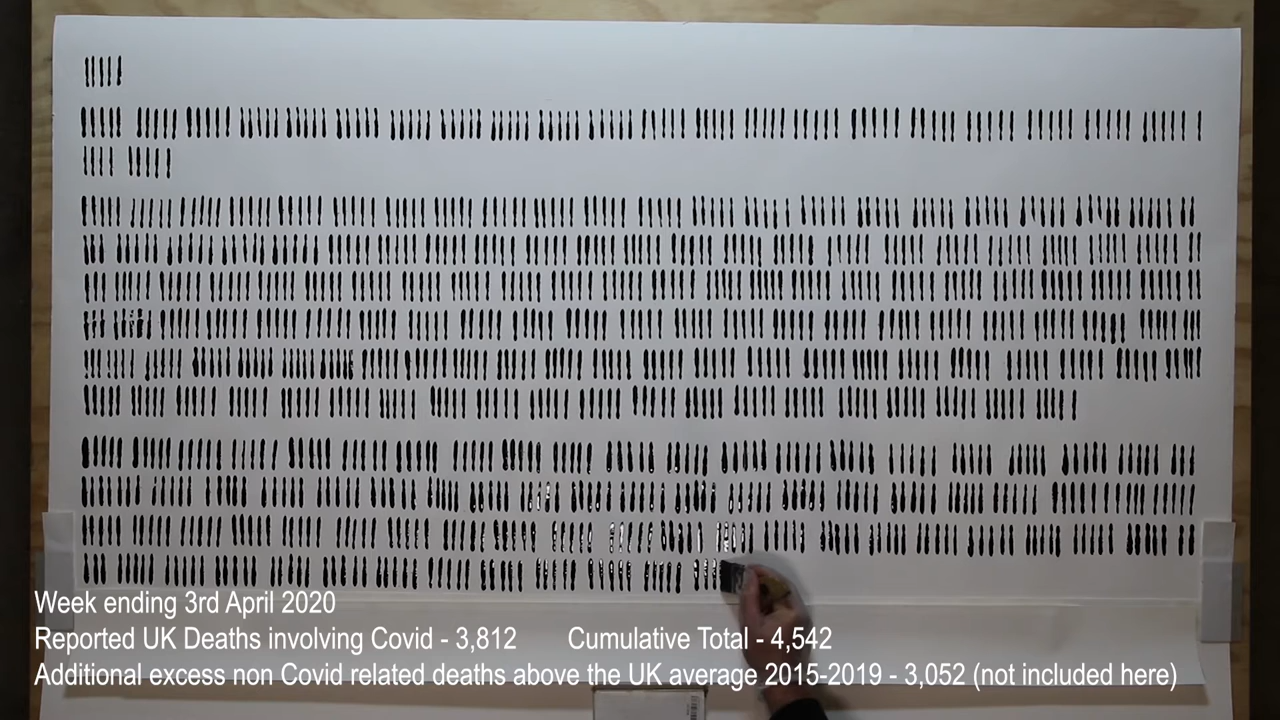 Week ending 3rd April 2020
Reported UK Deaths involving Covid - 3,812 Cumulative Total - 4,542
Additional excess non Covid related deaths above the UK average 2015-2019 - 3,052 (not included here)